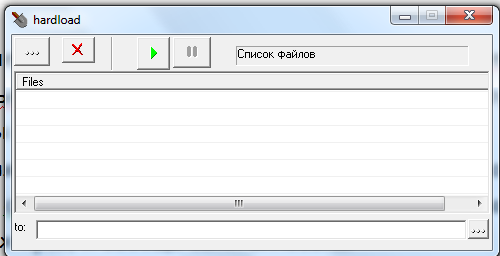 hardload
...
Список файлов
Files
to:
...